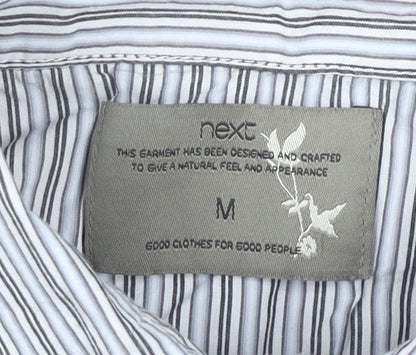 next
THIS GARMENT HAS BEEN DESIGNED AND CRAFTED
TO GIVE A NATURAL FEEL AND APPEARANCE
M
GOOD CLOTHES FOR GOOD PEOPLE